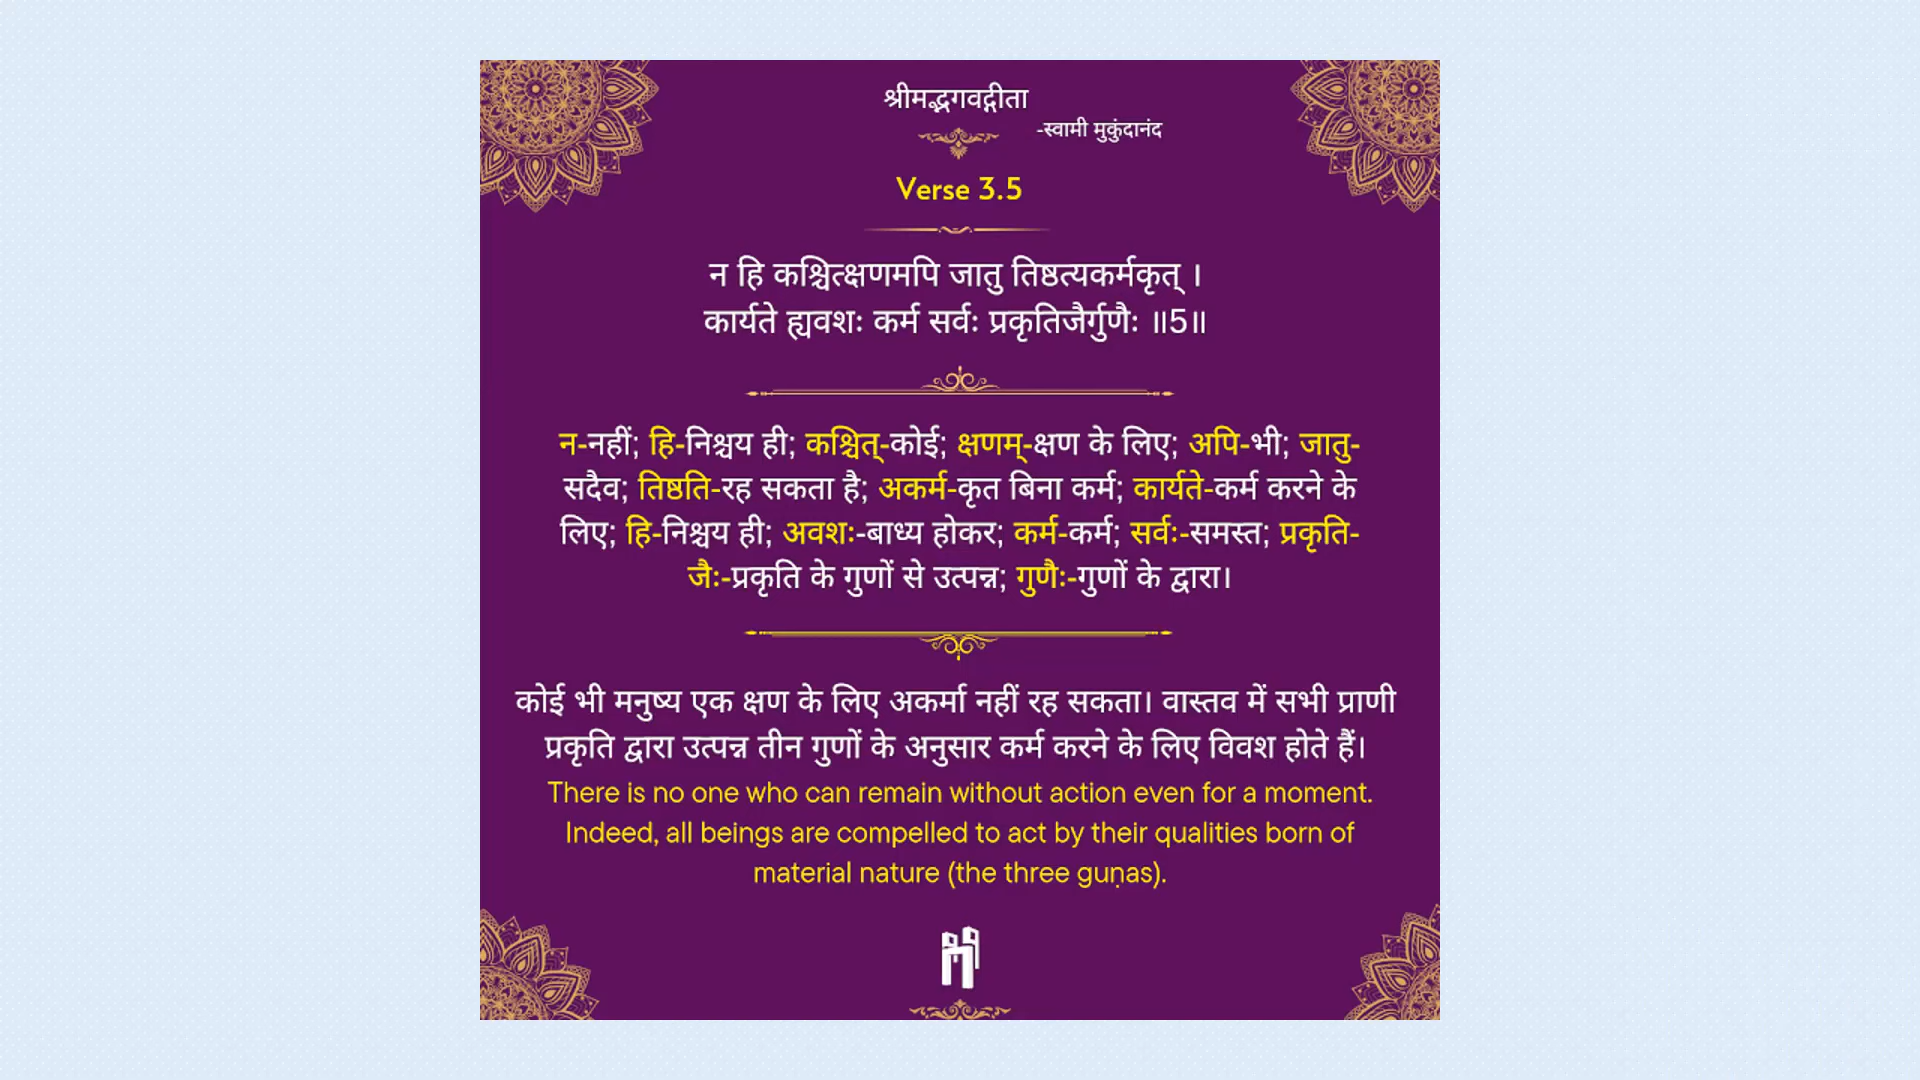 श्रीमद्भगवद्गीता
-स्वामी मुकुंदानंद
Verse 3.5
न हि कश्चित्क्षणमपि जातु तिष्ठत्यकर्मकृत् ।
कार्यते ह्यवशः कर्म सर्वः प्रकृतिजैर्गुणैः ॥5॥
न-नहीं; हि-निश्चय ही; कश्चित्-कोई; क्षणम्-क्षण के लिए; अपि-भी; जातु-
सदैव; तिष्ठति-रह सकता है; अकर्म-कृत बिना कर्म; कार्यते-कर्म करने के
लिए; हि-निश्चय ही; अवशः-बाध्य होकर; कर्म-कर्म; सर्वः-समस्त; प्रकृति-
जैः-प्रकृति के गुणों से उत्पन्न; गुणैः-गुणों के द्वारा।
कोई भी मनुष्य एक क्षण के लिए अकर्मा नहीं रह सकता। वास्तव में सभी प्राणी
प्रकृति द्वारा उत्पन्न तीन गुणों के अनुसार कर्म करने के लिए विवश होते हैं।
There is no one who can remain without action even for a moment.
Indeed, all beings are compelled to act by their qualities born of
material nature (the three guṇas).